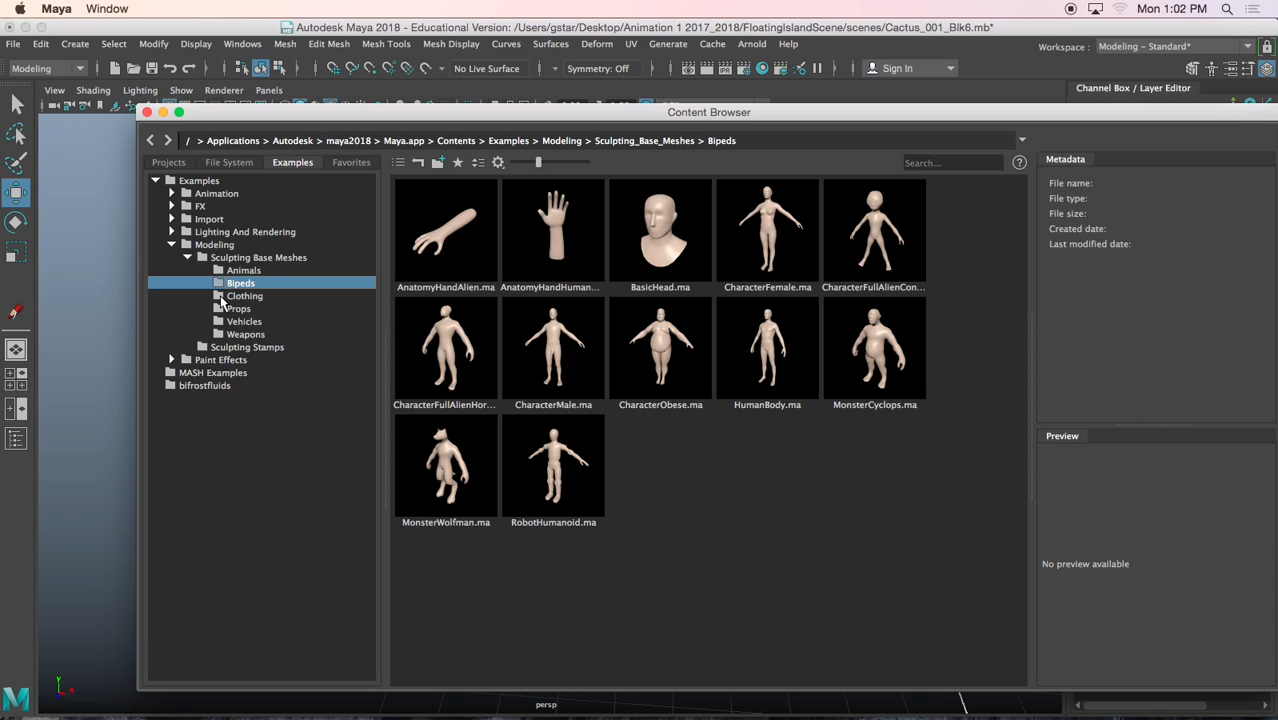 Maya Window Mon 1:02 PM
Autodesk Maya 2018 - Educational Version: /Users/gstar/Desktop/Animation 1 2017_2018/FloatingIslandScene/scenes/Cactus_001_Blk6.mb*
File Edit Create Select Modify Display Windows Mesh Edit Mesh Mesh Tools Mesh Display Curves Surfaces Deform UV Generate Cache Arnold Help Workspace : Modeling - Standard*
Modeling No Live Surface Symmetry: Off Sign In
View Shading Lighting Show Renderer Panels Channel Box / Layer Editor
Content Browser
/ > Applications > Autodesk > maya2018 > Maya.app > Contents > Examples > Modeling > Sculpting_Base_Meshes > Bipeds
Projects File System Examples Favorites Search... ?
Metadata
File name:
File type:
File size:
Created date:
Last modified date:
Examples
Animation
FX
Import
Lighting And Rendering
Modeling
Sculpting Base Meshes
Animals
Bipeds
Clothing
Props
Vehicles
Weapons
Sculpting Stamps
Paint Effects
MASH Examples
bifrostfluids
AnatomyHandAlien.ma AnatomyHandHuman... BasicHead.ma CharacterFemale.ma CharacterFullAlienCon...
CharacterFullAlienHor... CharacterMale.ma CharacterObese.ma HumanBody.ma MonsterCyclops.ma
MonsterWolfman.ma RobotHumanoid.ma
Preview
No preview available
persp